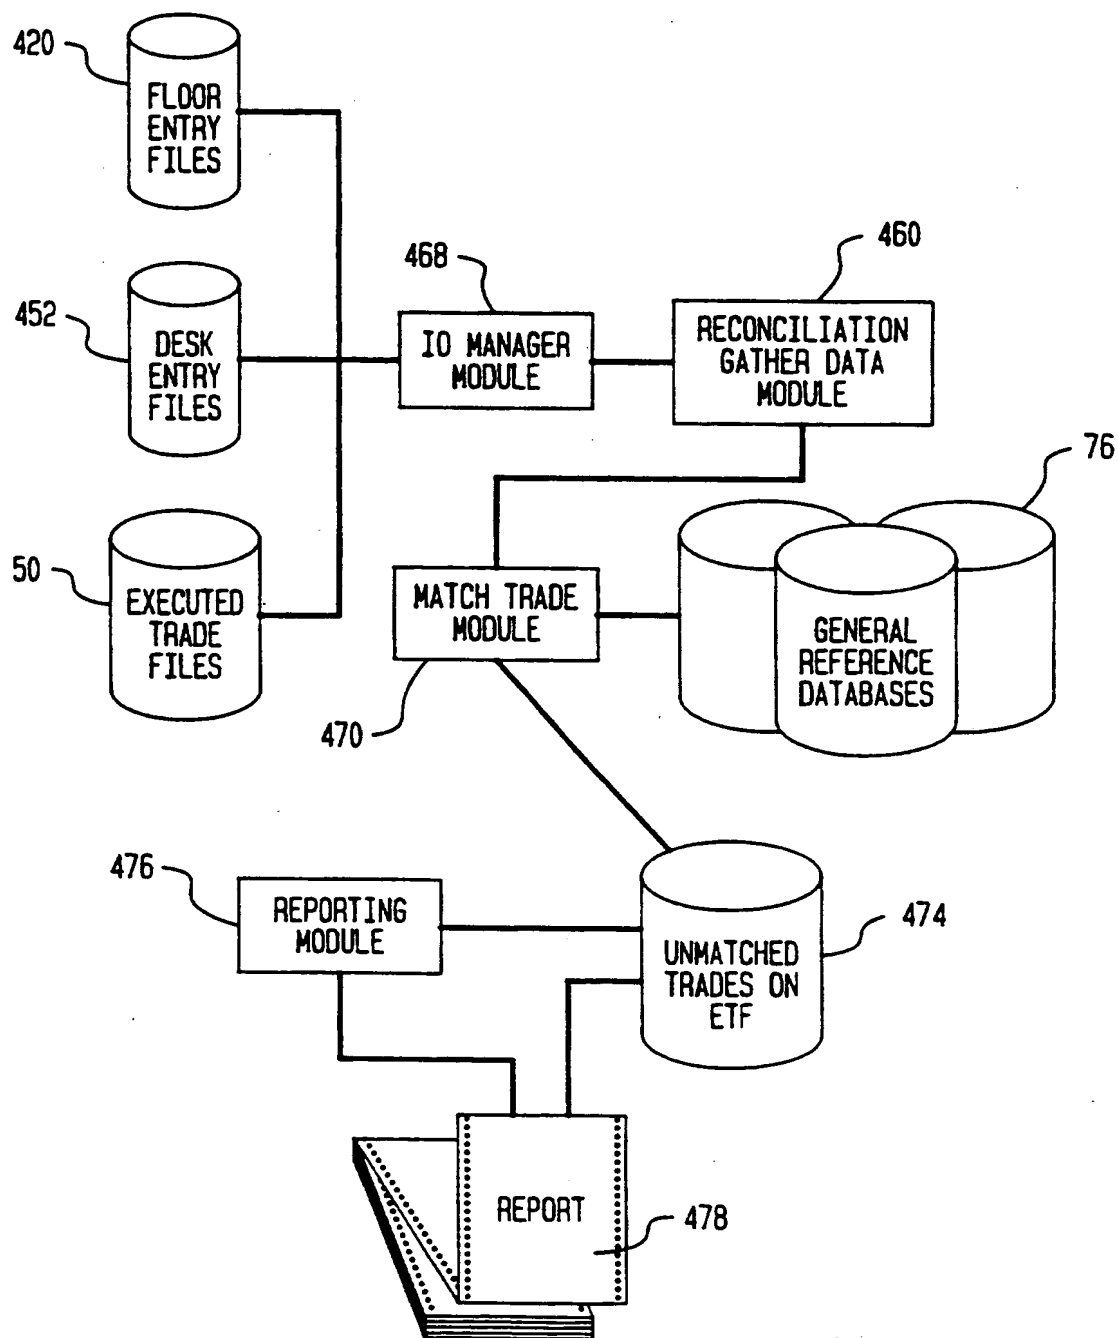 420
FLOOR
ENTRY
FILES
468
460
452
DESK
ENTRY
FILES
IO MANAGER
MODULE
RECONCILIATION
GATHER DATA
MODULE
76
50
EXECUTED
TRADE
FILES
MATCH TRADE
MODULE
GENERAL
REFERENCE
DATABASES
470
476
REPORTING
MODULE
474
UNMATCHED
TRADES ON
ETF
REPORT
478